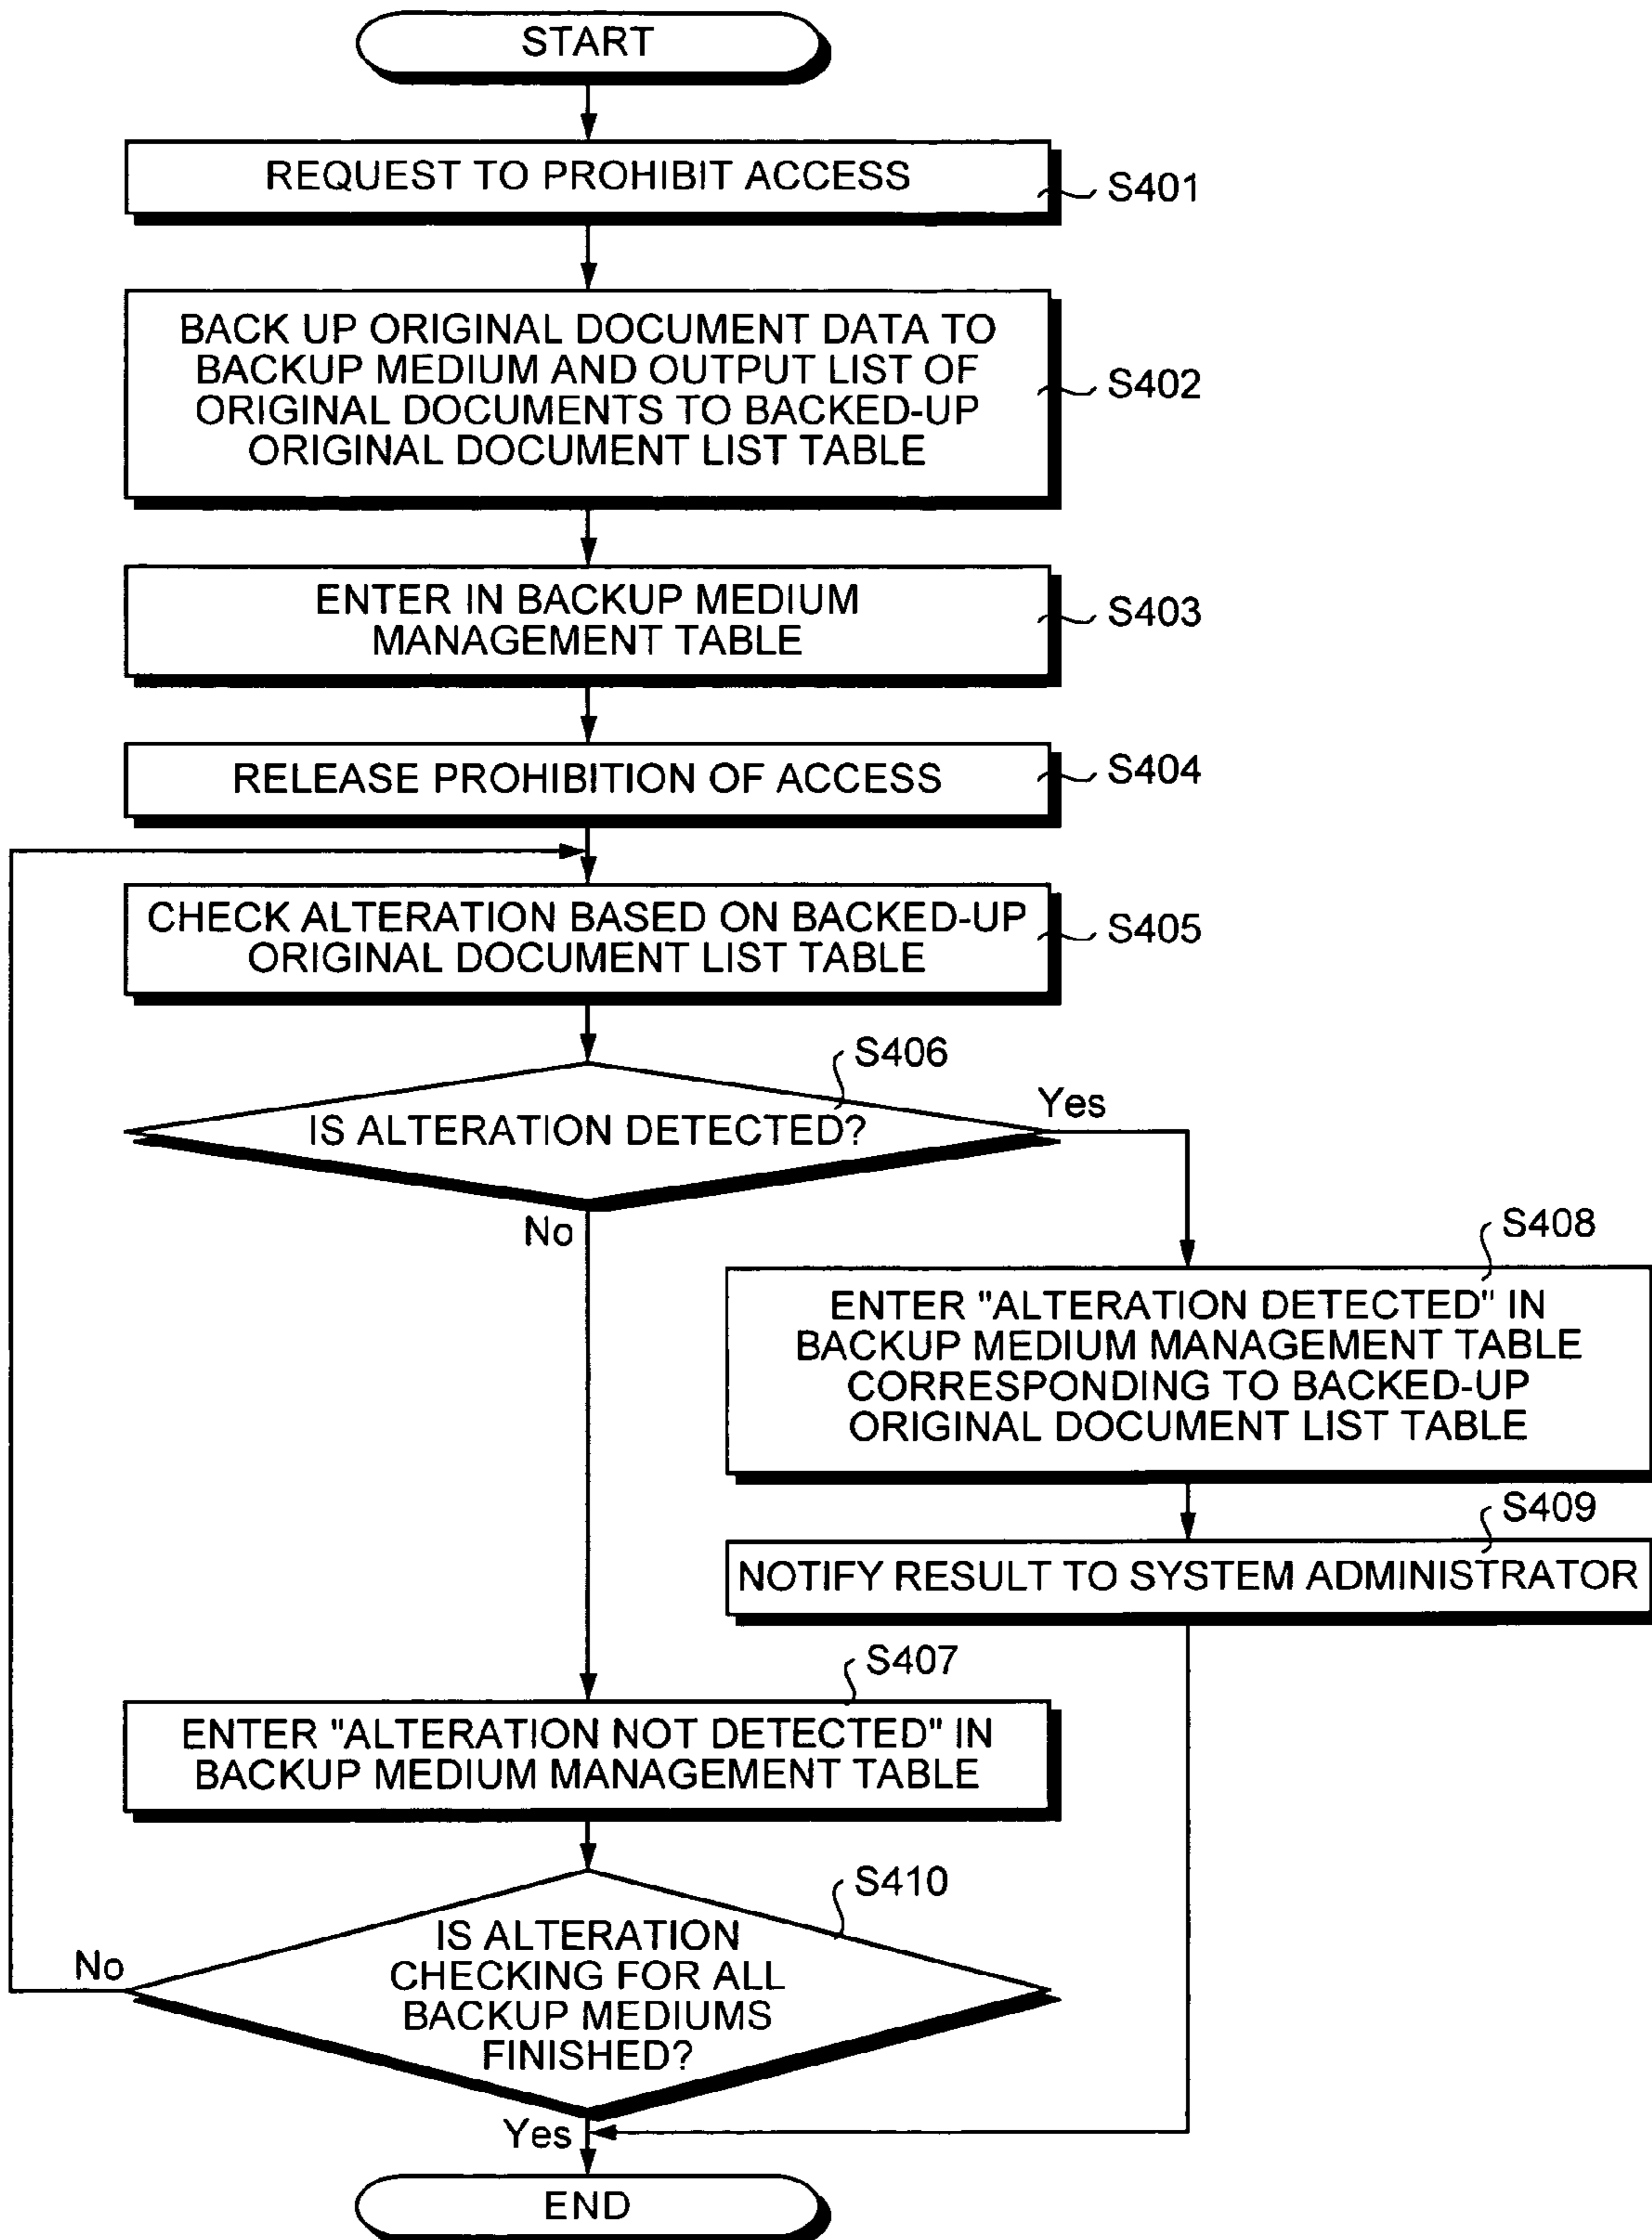 START
REQUEST TO PROHIBIT ACCESS
S401
BACK UP ORIGINAL DOCUMENT DATA TO
BACKUP MEDIUM AND OUTPUT LIST OF
ORIGINAL DOCUMENTS TO BACKED-UP
ORIGINAL DOCUMENT LIST TABLE
S402
ENTER IN BACKUP MEDIUM
MANAGEMENT TABLE
S403
RELEASE PROHIBITION OF ACCESS
S404
CHECK ALTERATION BASED ON BACKED-UP
ORIGINAL DOCUMENT LIST TABLE
S405
S406
IS ALTERATION DETECTED?
Yes
No
S408
ENTER "ALTERATION DETECTED" IN
BACKUP MEDIUM MANAGEMENT TABLE
CORRESPONDING TO BACKED-UP
ORIGINAL DOCUMENT LIST TABLE
S409
NOTIFY RESULT TO SYSTEM ADMINISTRATOR
S407
ENTER "ALTERATION NOT DETECTED" IN
BACKUP MEDIUM MANAGEMENT TABLE
S410
IS ALTERATION
CHECKING FOR ALL
BACKUP MEDIUMS
FINISHED?
No
Yes
END